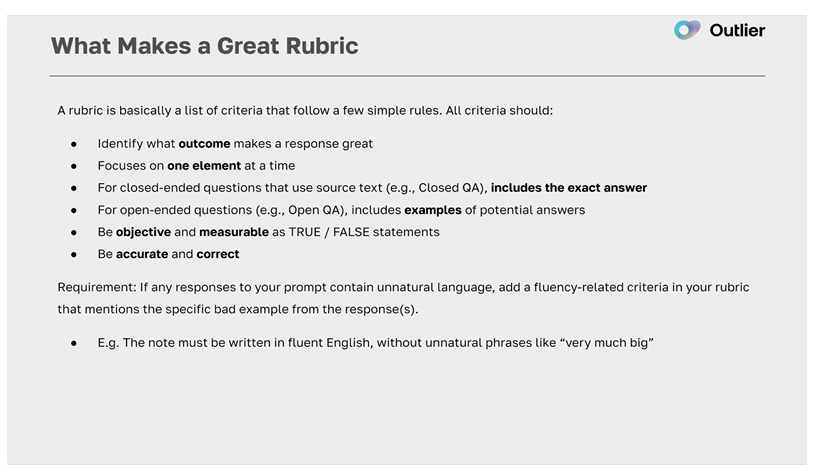 What Makes a Great Rubric
Outlier
A rubric is basically a list of criteria that follow a few simple rules. All criteria should:
● Identify what outcome makes a response great
● Focuses on one element at a time
● For closed-ended questions that use source text (e.g., Closed QA), includes the exact answer
● For open-ended questions (e.g., Open QA), includes examples of potential answers
● Be objective and measurable as TRUE / FALSE statements
● Be accurate and correct
Requirement: If any responses to your prompt contain unnatural language, add a fluency-related criteria in your rubric
that mentions the specific bad example from the response(s).
● E.g. The note must be written in fluent English, without unnatural phrases like “very much big”